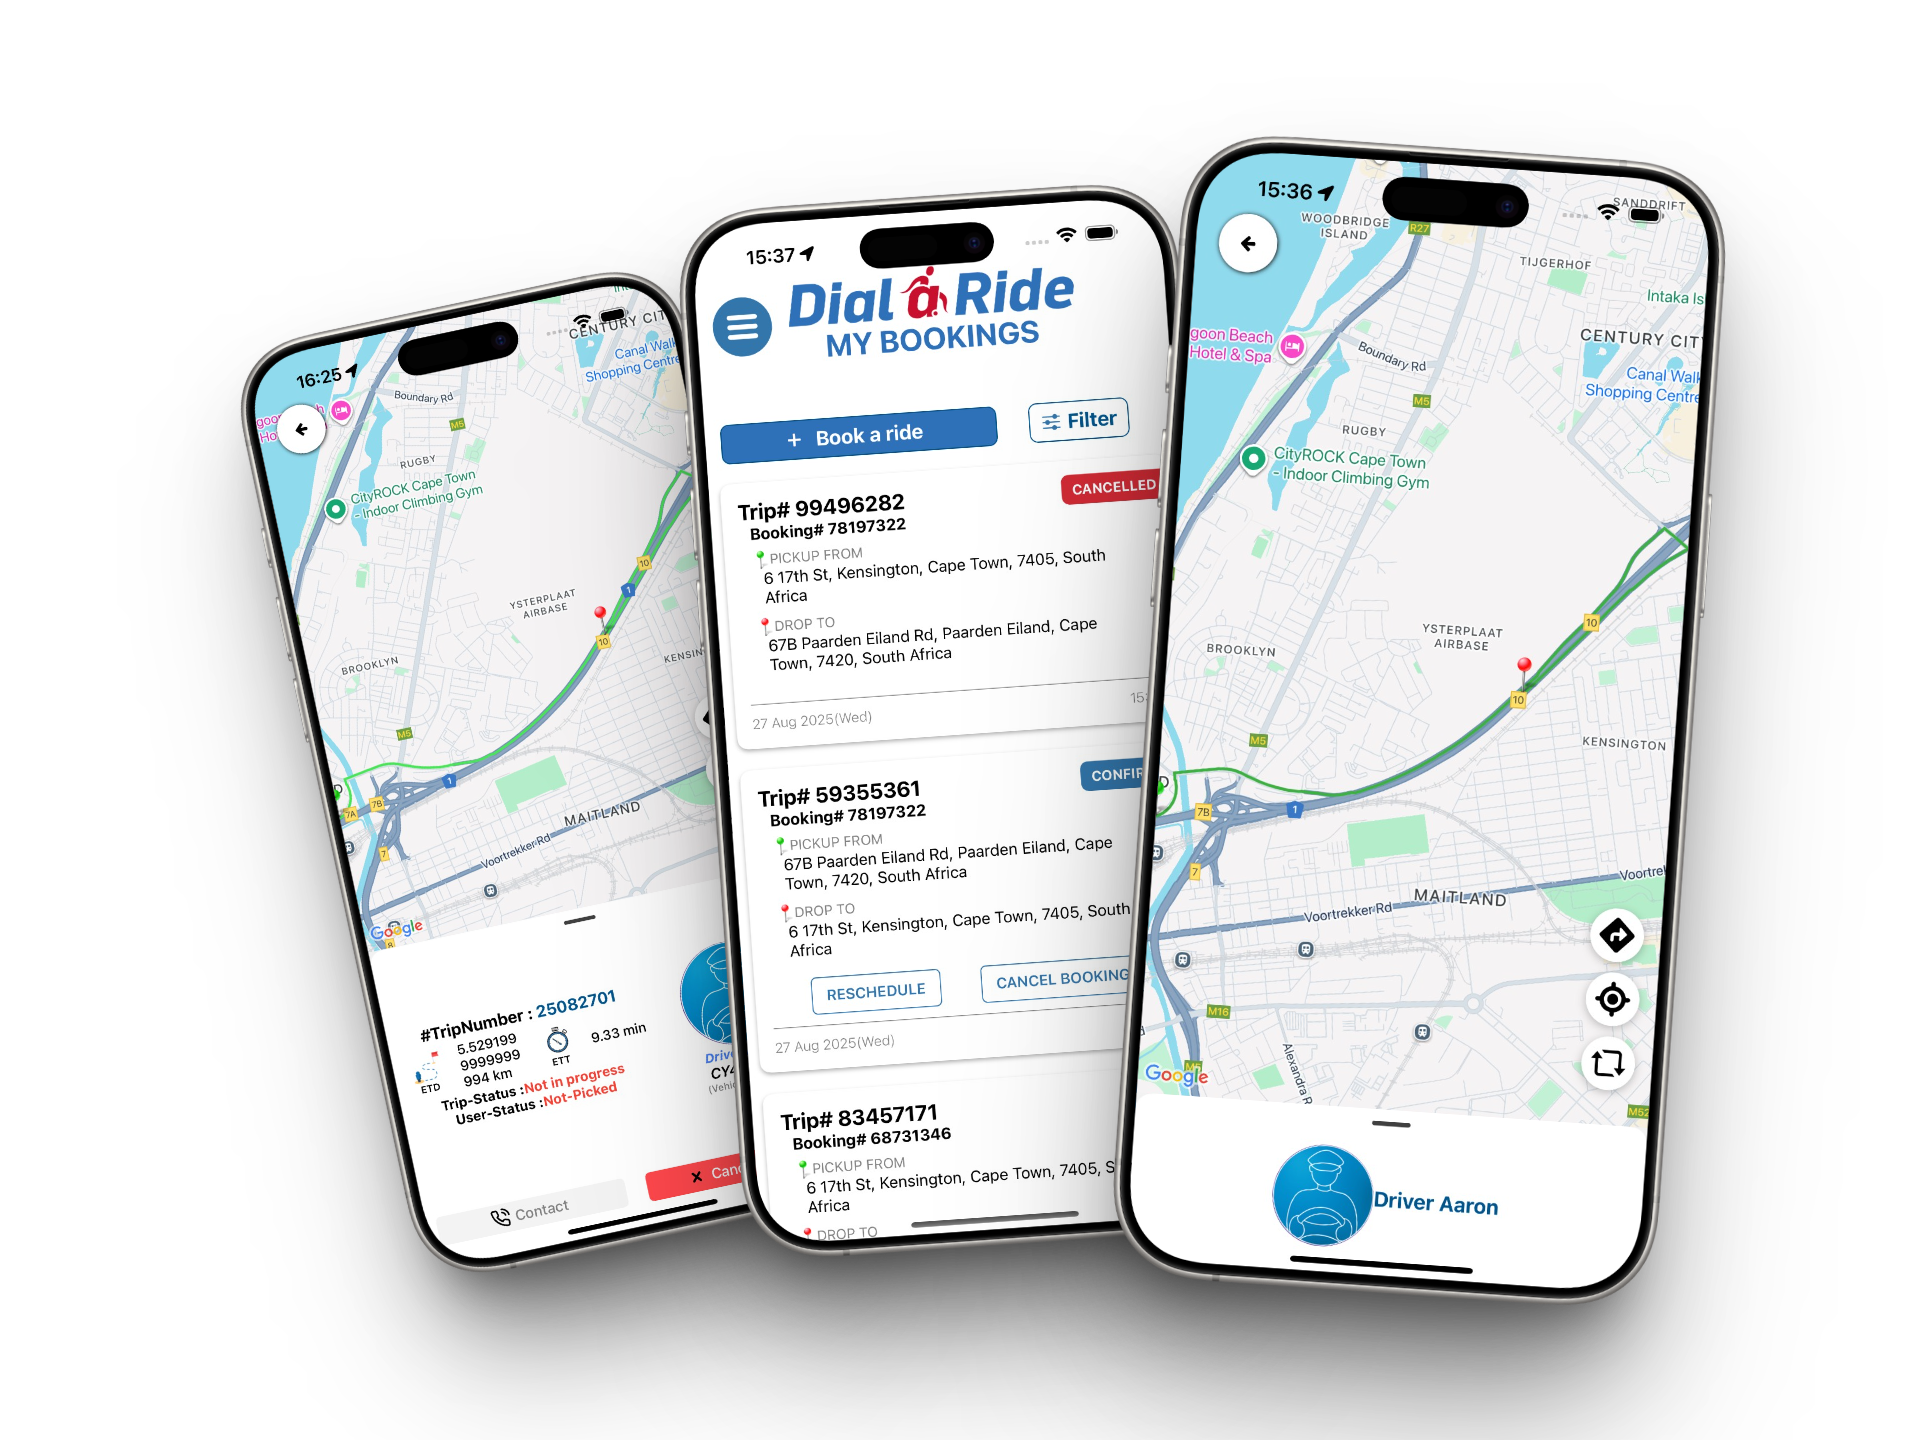 16:25
CENTURY CIT
Canal Walk
Shopping Centre
Boundary Rd
M5
RUGBY
CityROCK Cape Town
- Indoor Climbing Gym
10
1
YSTERPLAAT
AIRBASE
10
BROOKLYN
KENSIN
M5
1
7B
7A
7
MAITLAND
Voortrekker Rd
Google
8
#TripNumber : 25082701
5.529199
9999999
994 km
ETD
9.33 min
ETT
Trip-Status :Not in progress
User-Status :Not-Picked
Drive
CY4
(Vehic
Contact
X Canc
15:37
Dial a Ride
MY BOOKINGS
+ Book a ride
Filter
CANCELLED
Trip# 99496282
Booking# 78197322
PICKUP FROM
6 17th St, Kensington, Cape Town, 7405, South
Africa
DROP TO
67B Paarden Eiland Rd, Paarden Eiland, Cape
Town, 7420, South Africa
27 Aug 2025(Wed)
15:
CONFIR
Trip# 59355361
Booking# 78197322
PICKUP FROM
67B Paarden Eiland Rd, Paarden Eiland, Cape
Town, 7420, South Africa
DROP TO
6 17th St, Kensington, Cape Town, 7405, South
Africa
RESCHEDULE
CANCEL BOOKING
27 Aug 2025(Wed)
Trip# 83457171
Booking# 68731346
PICKUP FROM
6 17th St, Kensington, Cape Town, 7405, S
Africa
DROP TO
15:36
SANDDRIFT
WOODBRIDGE
ISLAND
R27
TIJGERHOF
Intaka Is
goon Beach
Hotel & Spa
CENTURY CIT
Boundary Rd
Canal Walk
Shopping Centre
M5
RUGBY
CityROCK Cape Town
- Indoor Climbing Gym
10
YSTERPLAAT
AIRBASE
BROOKLYN
10
M5
KENSINGTON
1
7B
7
Voortrek
MAITLAND
Voortrekker Rd
M16
Alexandra R
Google
M52
Driver Aaron